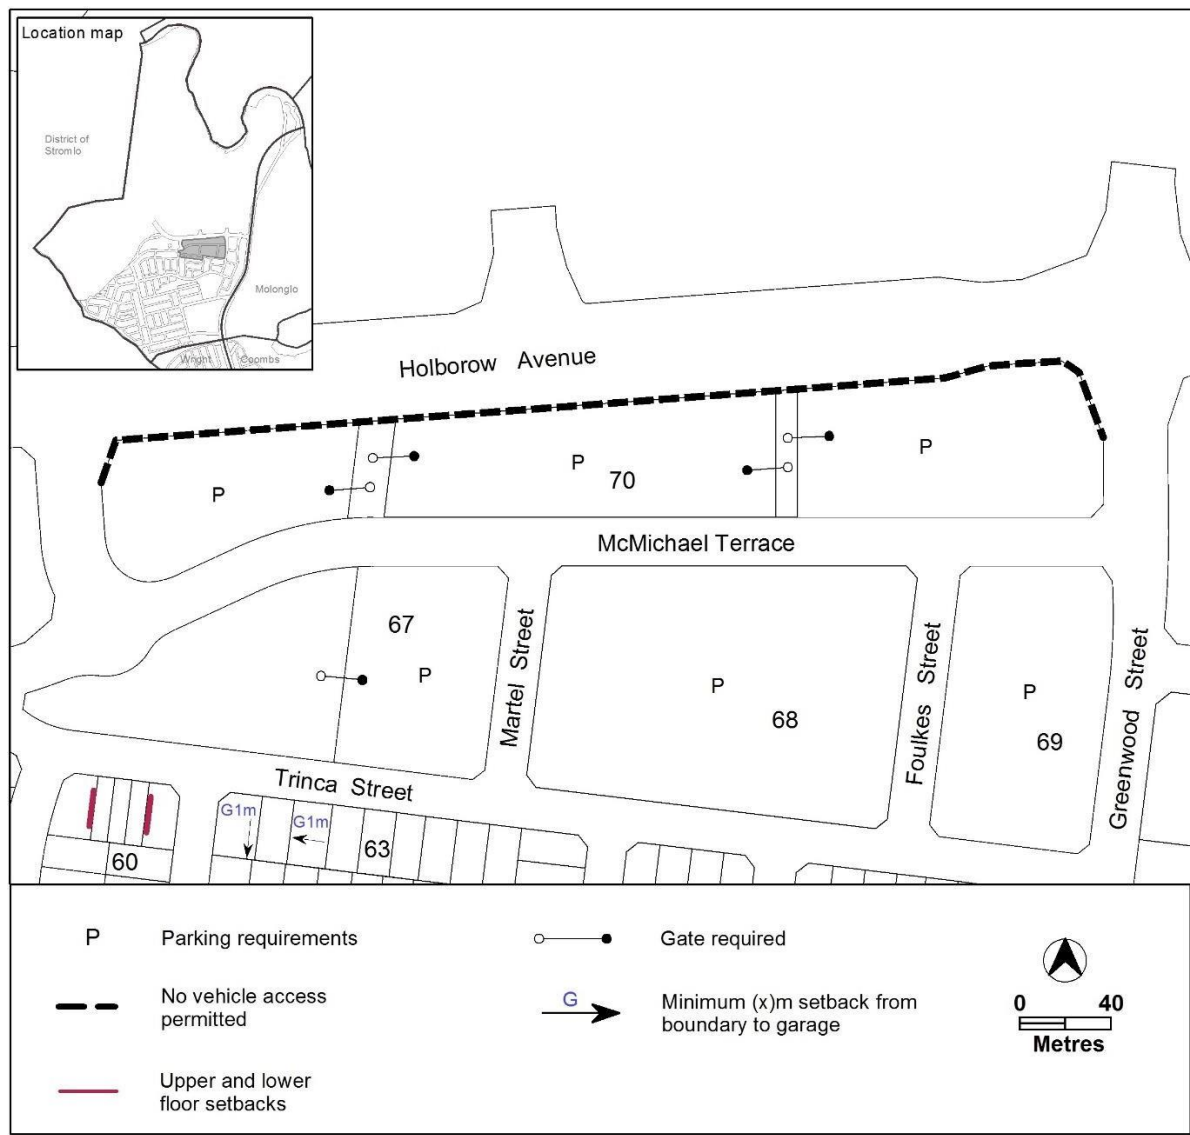 Location map
District of
Stromlo
Molonglo
Wright
Coombs
Holborow Avenue
P
P
P
70
McMichael Terrace
67
P
Martel Street
P
68
Foulkes Street
P
69
Greenwood Street
Trinca Street
G1m
G1m
63
60
P
Parking requirements
Gate required
No vehicle access
permitted
G
Minimum (x)m setback from
boundary to garage
Upper and lower
floor setbacks
0 40
Metres